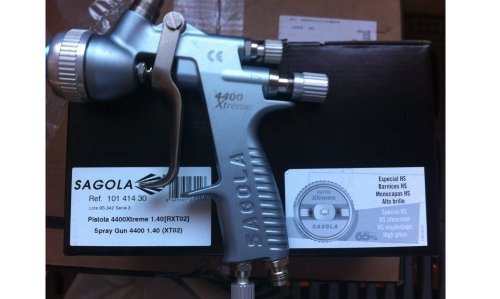 CE
4400
Xtreme
SAGOLA
SAGOLA
Ref. 101 414 30
Pistola 4400Xtreme 1.40[RXT02]
Spray Gun 4400 1.40 (XT02)
Especial HS
Barnices HS
Monocapas HS
Alto brillo
Special HS
HS clearcoat
HS singlestage
High gloss
Xtreme
SAGOLA
65%